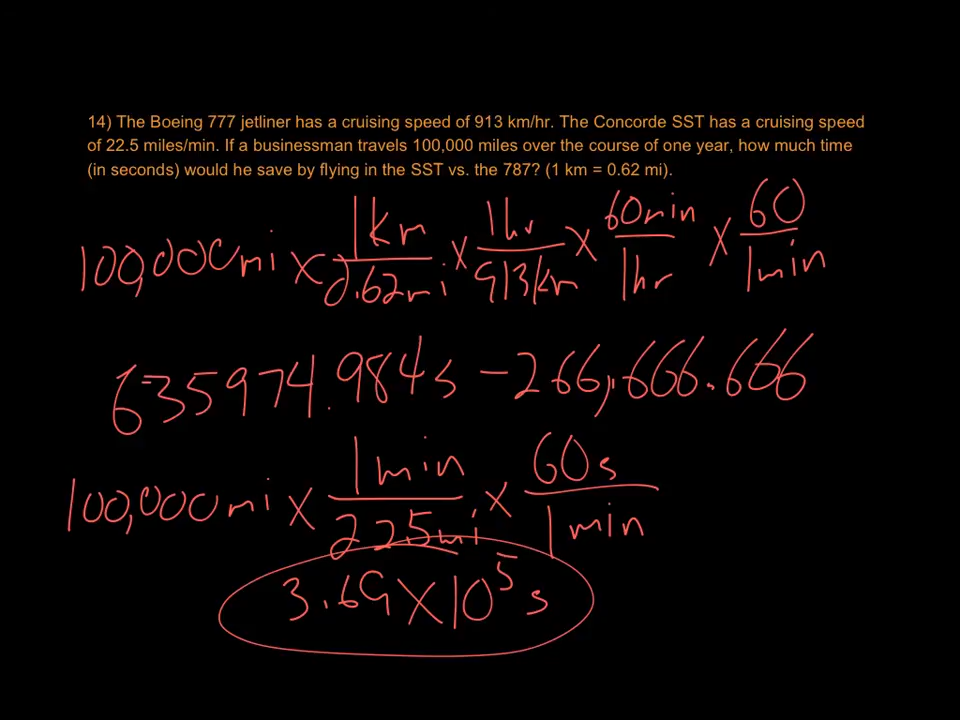 14) The Boeing 777 jetliner has a cruising speed of 913 km/hr. The Concorde SST has a cruising speed
of 22.5 miles/min. If a businessman travels 100,000 miles over the course of one year, how much time
(in seconds) would he save by flying in the SST vs. the 787? (1 km = 0.62 mi).
100,000mi × 1km/0.62mi × 1hr/913km × 60min/1hr × 60/1min
635974.984s - 266,666.666
100,000mi × 1min/22.5mi × 60s/1min
3.69×10^5 s